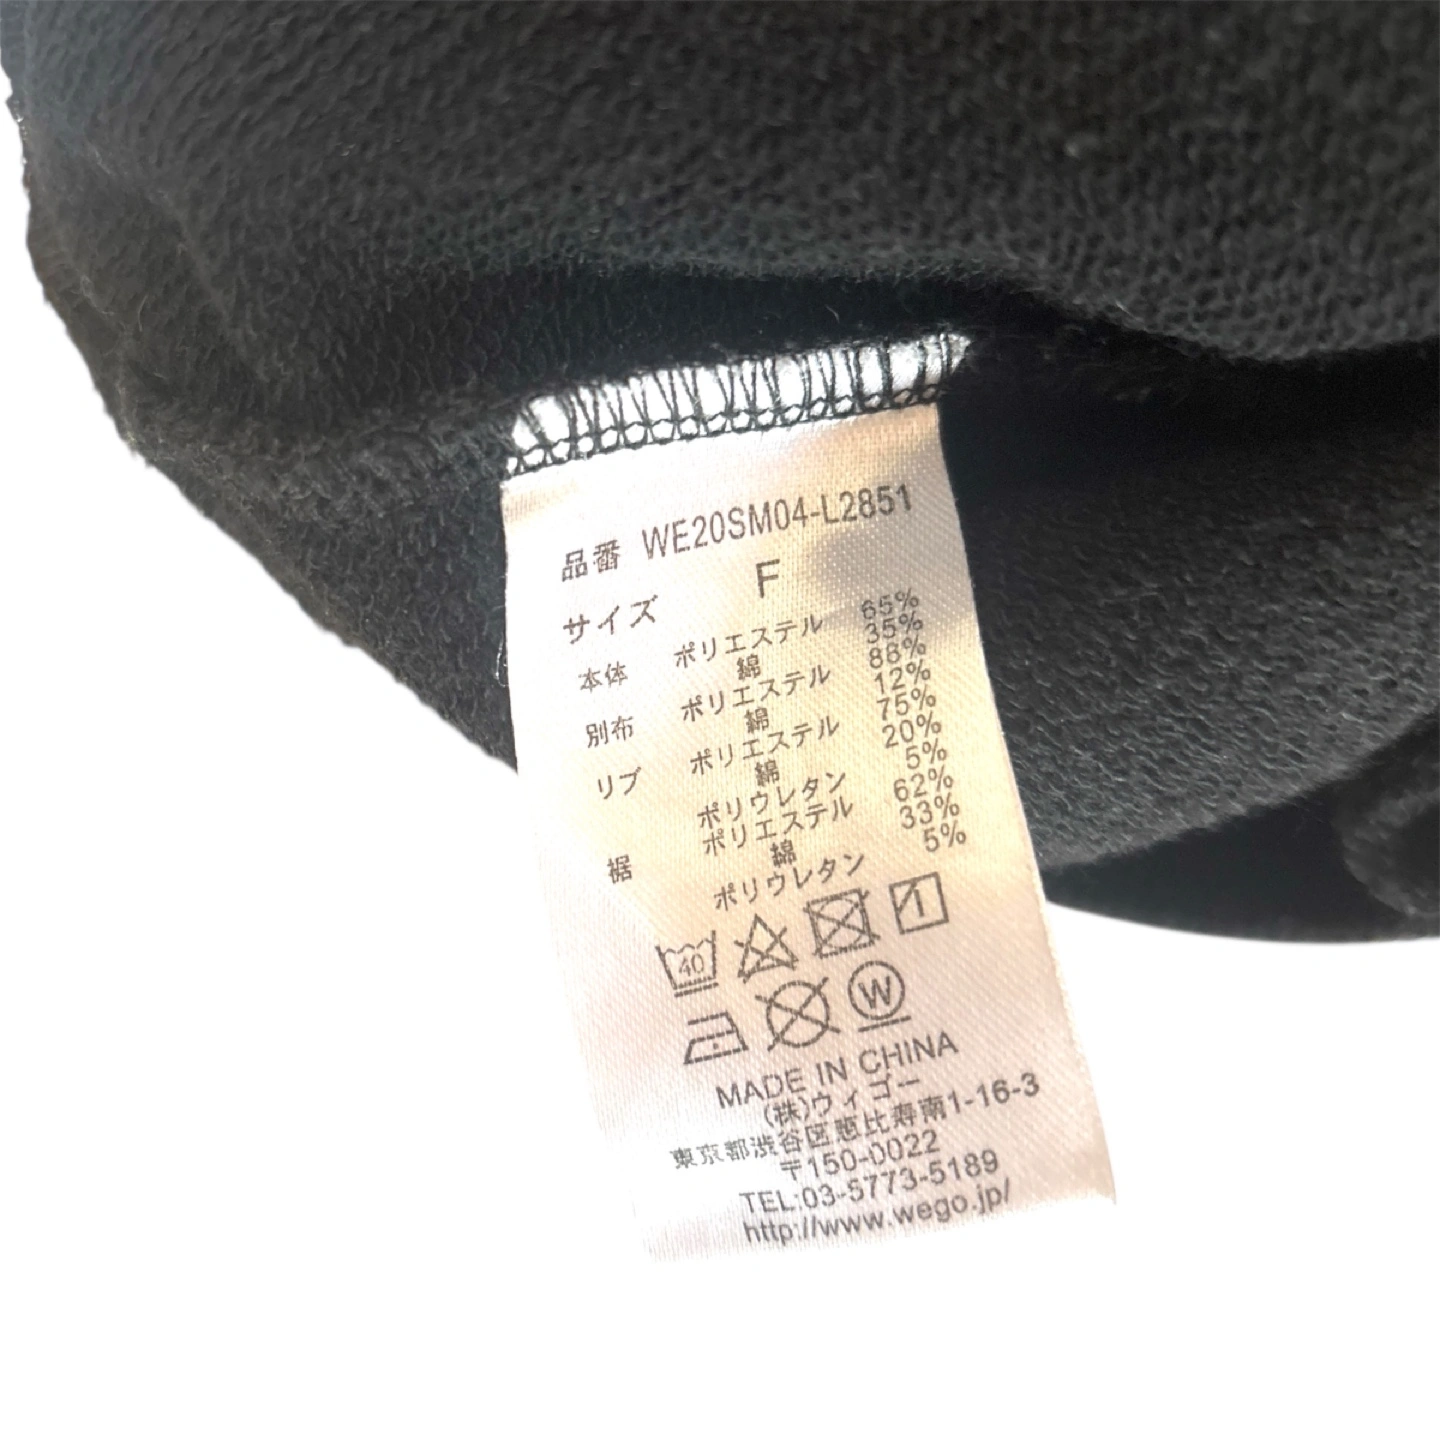 品番 WE20SM04-L2851
サイズ F
本体 ポリエステル 65%
綿 35%
別布 ポリエステル 88%
綿 12%
リブ ポリエステル 75%
綿 20%
ポリウレタン 5%
裾 ポリエステル 62%
綿 33%
ポリウレタン 5%
40
W
MADE IN CHINA
(株)ウィゴー
東京都渋谷区恵比寿南1-16-3
〒150-0022
TEL:03-5773-5189
http://www.wego.jp/